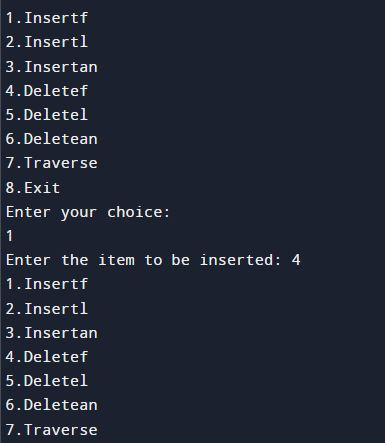 1.Insertf
2.Insertl
3.Insertan
4.Deletef
5.Deletel
6.Deletean
7.Traverse
8.Exit
Enter your choice:
1
Enter the item to be inserted: 4
1.Insertf
2.Insertl
3.Insertan
4.Deletef
5.Deletel
6.Deletean
7.Traverse